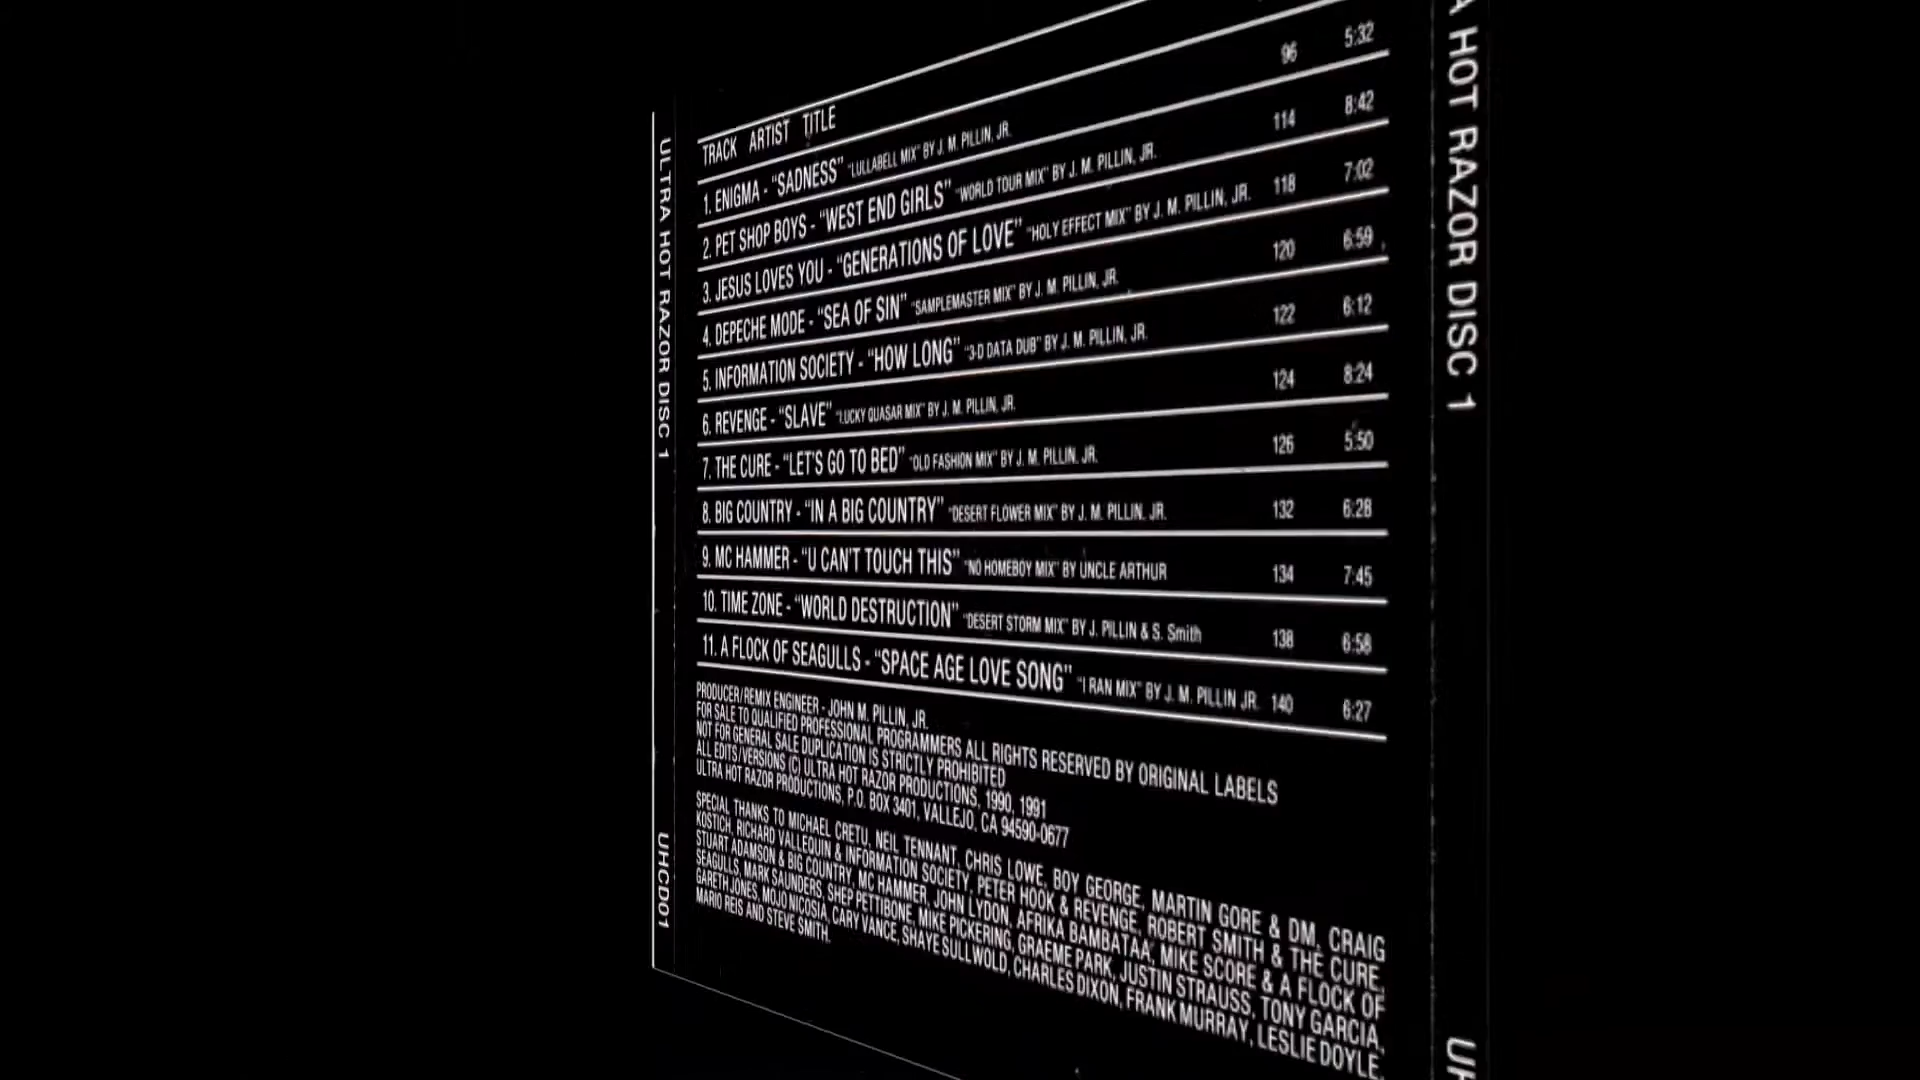 ULTRA HOT RAZOR DISC 1
UHCD01
TRACK ARTIST TITLE
1. ENIGMA - "SADNESS" "LULLABELL MIX" BY J. M. PILLIN, JR. 96 5:32
2. PET SHOP BOYS - "WEST END GIRLS" "WORLD TOUR MIX" BY J. M. PILLIN, JR. 114 8:42
3. JESUS LOVES YOU - "GENERATIONS OF LOVE" "HOLY EFFECT MIX" BY J. M. PILLIN, JR. 118 7:02
4. DEPECHE MODE - "SEA OF SIN" "SAMPLEMASTER MIX" BY J. M. PILLIN, JR. 120 6:59
5. INFORMATION SOCIETY - "HOW LONG" "3-D DATA DUB" BY J. M. PILLIN, JR. 122 6:12
6. REVENGE - "SLAVE" "LUCKY QUASAR MIX" BY J. M. PILLIN, JR. 124 8:24
7. THE CURE - "LET'S GO TO BED" "OLD FASHION MIX" BY J. M. PILLIN. JR. 126 5:50
8. BIG COUNTRY - "IN A BIG COUNTRY" "DESERT FLOWER MIX" BY J. M. PILLIN. JR. 132 6:28
9. MC HAMMER - "U CAN'T TOUCH THIS" "NO HOMEBOY MIX" BY UNCLE ARTHUR 134 7:45
10. TIME ZONE - "WORLD DESTRUCTION" "DESERT STORM MIX" BY J. PILLIN & S. Smith 138 6:58
11. A FLOCK OF SEAGULLS - "SPACE AGE LOVE SONG" "I RAN MIX" BY J. M. PILLIN JR. 140 6:27
PRODUCER/REMIX ENGINEER - JOHN M. PILLIN, JR.
FOR SALE TO QUALIFIED PROFESSIONAL PROGRAMMERS ALL RIGHTS RESERVED BY ORIGINAL LABELS
NOT FOR GENERAL SALE DUPLICATION IS STRICTLY PROHIBITED
ALL EDITS/VERSIONS (C) ULTRA HOT RAZOR PRODUCTIONS, 1990, 1991
ULTRA HOT RAZOR PRODUCTIONS, P.O. BOX 3401, VALLEJO, CA 94590-0677
SPECIAL THANKS TO MICHAEL CRETU, NEIL TENNANT, CHRIS LOWE, BOY GEORGE, MARTIN GORE & DM, CRAIG
KOSTICH, RICHARD VALLEQUIN & INFORMATION SOCIETY, PETER HOOK & REVENGE, ROBERT SMITH & THE CURE,
STUART ADAMSON & BIG COUNTRY, MC HAMMER, JOHN LYDON, AFRIKA BAMBATAA, MIKE SCORE & A FLOCK OF
SEAGULLS, MARK SAUNDERS, SHEP PETTIBONE, MIKE PICKERING, GRAEME PARK, JUSTIN STRAUSS, TONY GARCIA,
GARETH JONES, MOJO NICOSIA, CARY VANCE, SHAYE SULLWOLD, CHARLES DIXON, FRANK MURRAY, LESLIE DOYLE,
MARIO REIS AND STEVE SMITH.
A HOT RAZOR DISC 1